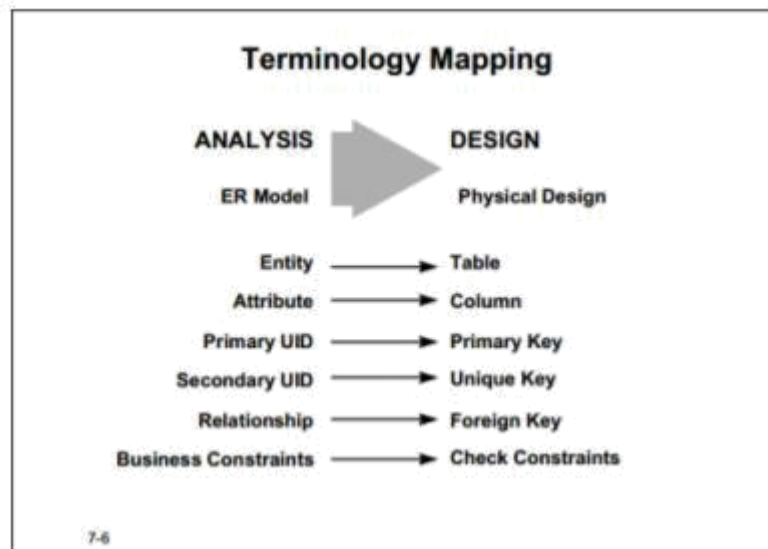 Terminology Mapping
ANALYSIS DESIGN
ER Model Physical Design
Entity Table
Attribute Column
Primary UID Primary Key
Secondary UID Unique Key
Relationship Foreign Key
Business Constraints Check Constraints
7-6